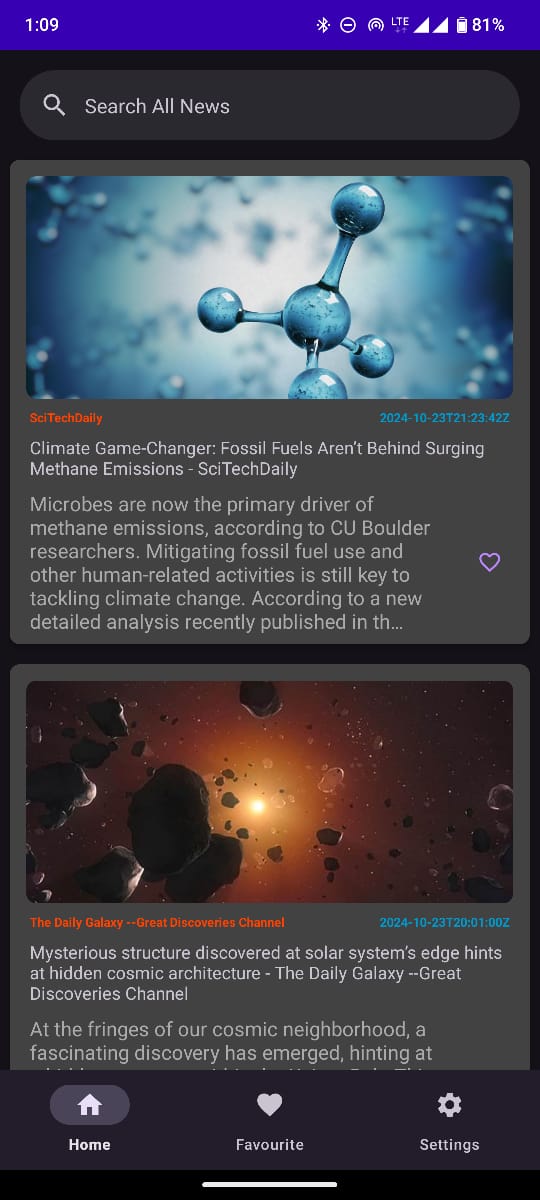 1:09
LTE
81%
Search All News
SciTechDaily
2024-10-23T21:23:42Z
Climate Game-Changer: Fossil Fuels Aren't Behind Surging
Methane Emissions - SciTechDaily
Microbes are now the primary driver of
methane emissions, according to CU Boulder
researchers. Mitigating fossil fuel use and
other human-related activities is still key to
tackling climate change. According to a new
detailed analysis recently published in th…
The Daily Galaxy --Great Discoveries Channel
2024-10-23T20:01:00Z
Mysterious structure discovered at solar system's edge hints
at hidden cosmic architecture - The Daily Galaxy --Great
Discoveries Channel
At the fringes of our cosmic neighborhood, a
fascinating discovery has emerged, hinting at
Home
Favourite
Settings